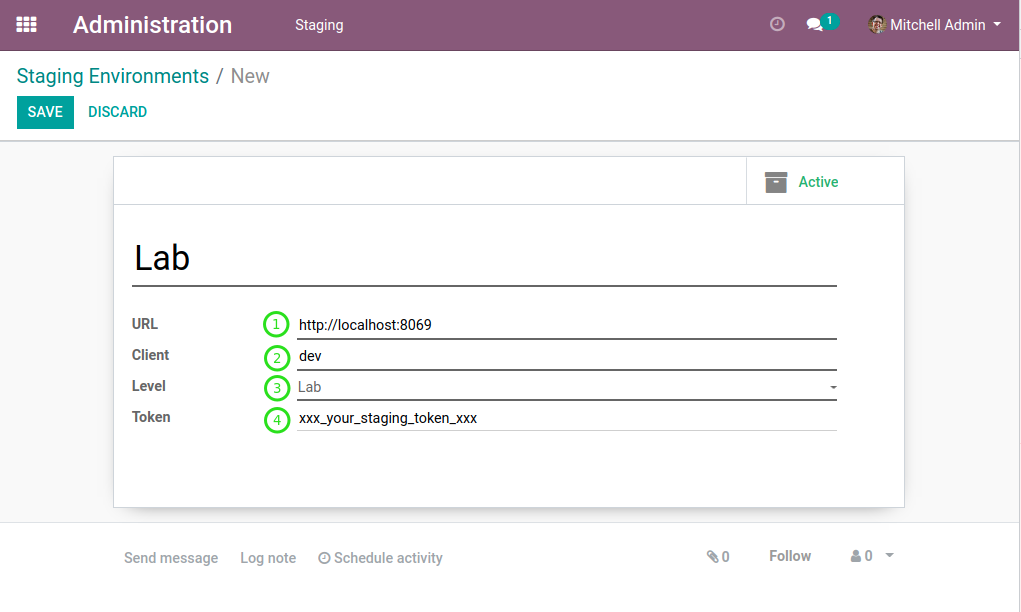 Administration Staging 1 Mitchell Admin
Staging Environments / New
SAVE DISCARD
Active
Lab
URL 1 http://localhost:8069
Client 2 dev
Level 3 Lab
Token 4 xxx_your_staging_token_xxx
Send message Log note Schedule activity 0 Follow 0